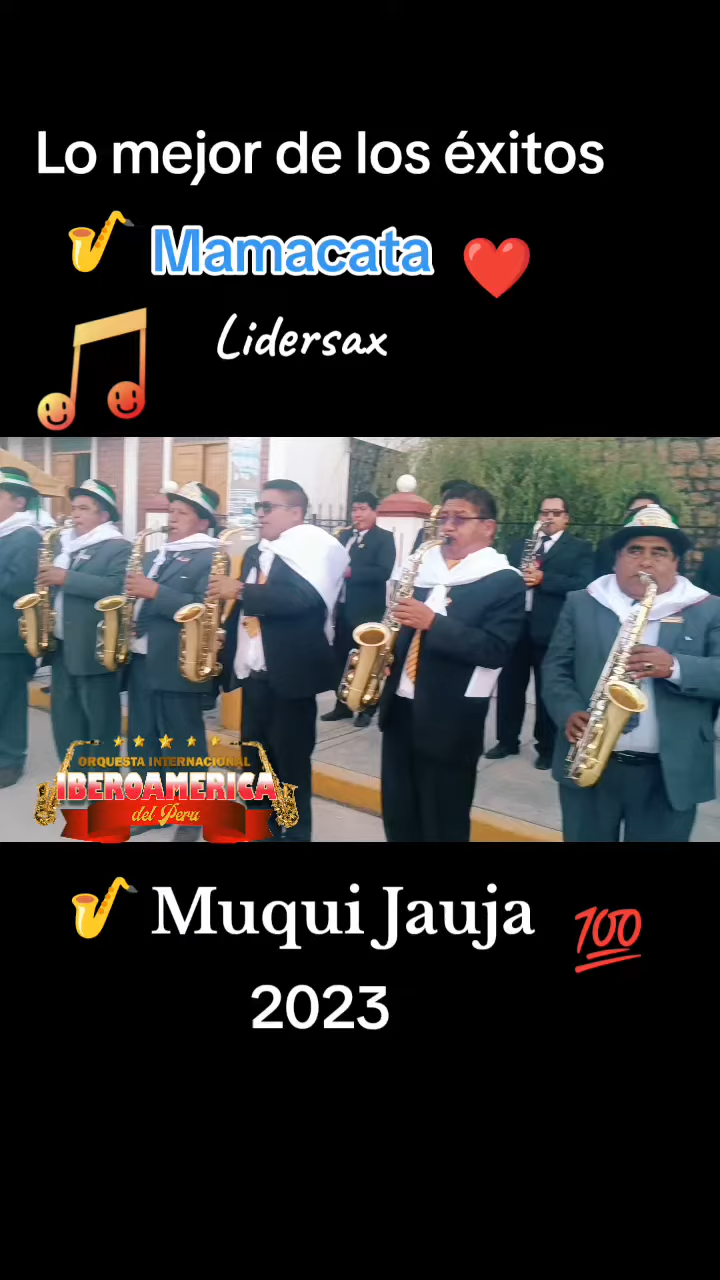 Lo mejor de los éxitos
Mamacata
Lidersax
ORQUESTA INTERNACIONAL
IBEROAMERICA
del Peru
Muqui Jauja
2023